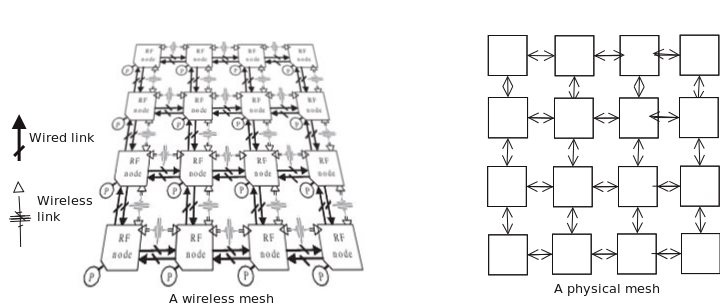 RF node RF node RF node RF node
P P P P
RF node RF node RF node RF node
P P P P
RF node RF node RF node RF node
P P P P
RF node RF node RF node RF node
P P P P
Wired link
Wireless
link
A wireless mesh
A physical mesh